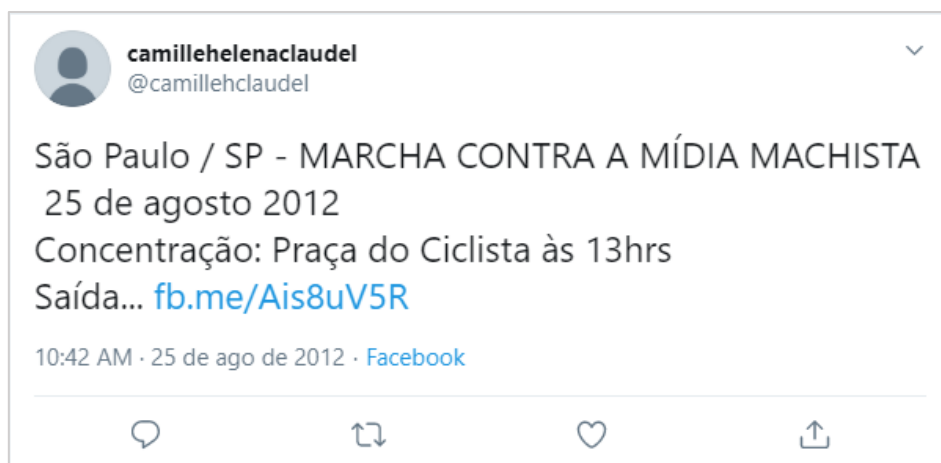 camillehelenaclaudel
@camillehclaudel
São Paulo / SP - MARCHA CONTRA A MÍDIA MACHISTA
25 de agosto 2012
Concentração: Praça do Ciclista às 13hrs
Saída... fb.me/Ais8uV5R
10:42 AM · 25 de ago de 2012 · Facebook